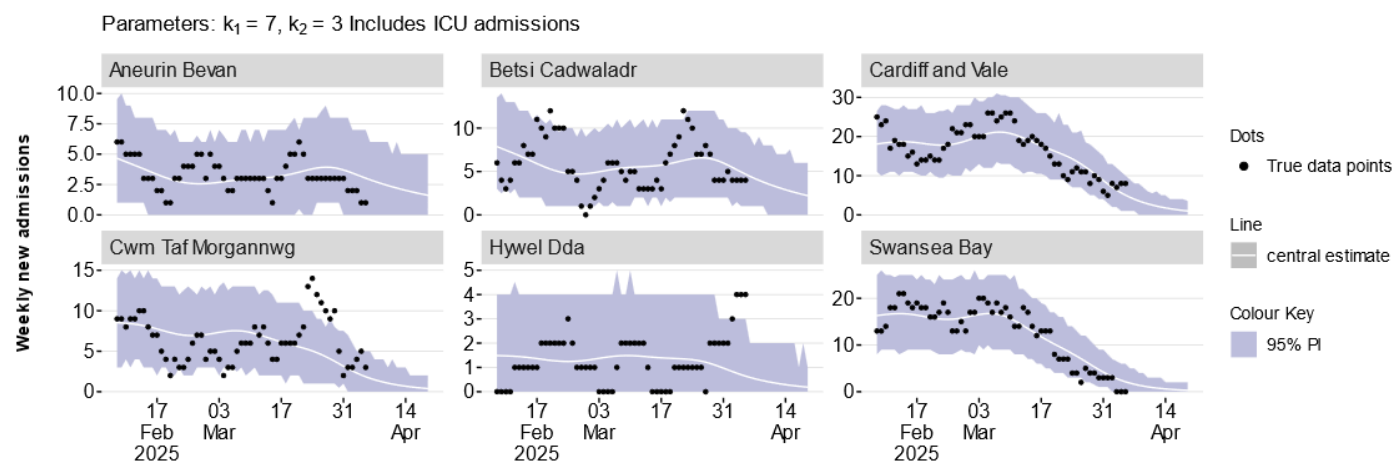 Parameters: k₁ = 7, k₂ = 3 Includes ICU admissions
Weekly new admissions
Aneurin Bevan
10.0
7.5
5.0
2.5
0.0
Betsi Cadwaladr
10
5
0
Cardiff and Vale
30
20
10
0
Cwm Taf Morgannwg
15
10
5
0
17 03 17 31 14
Feb Mar Apr
2025
Hywel Dda
5
4
3
2
1
0
17 03 17 31 14
Feb Mar Apr
2025
Swansea Bay
20
10
0
17 03 17 31 14
Feb Mar Apr
2025
Dots
True data points
Line
central estimate
Colour Key
95% PI